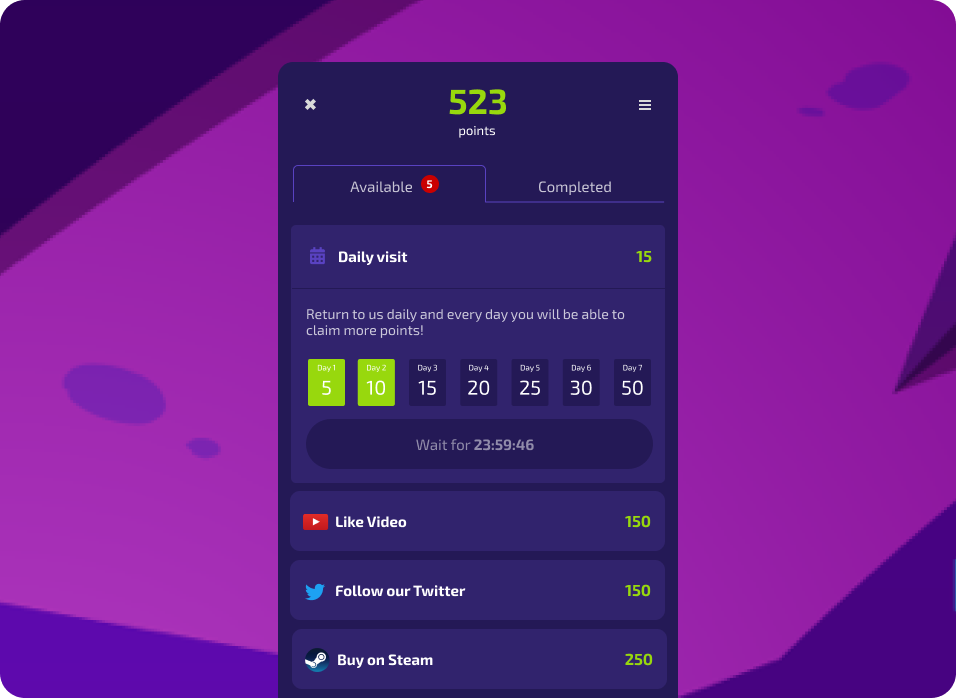 523
points
Available 5 Completed
Daily visit 15
Return to us daily and every day you will be able to
claim more points!
Day 1 Day 2 Day 3 Day 4 Day 5 Day 6 Day 7
5 10 15 20 25 30 50
Wait for 23:59:46
Like Video 150
Follow our Twitter 150
Buy on Steam 250